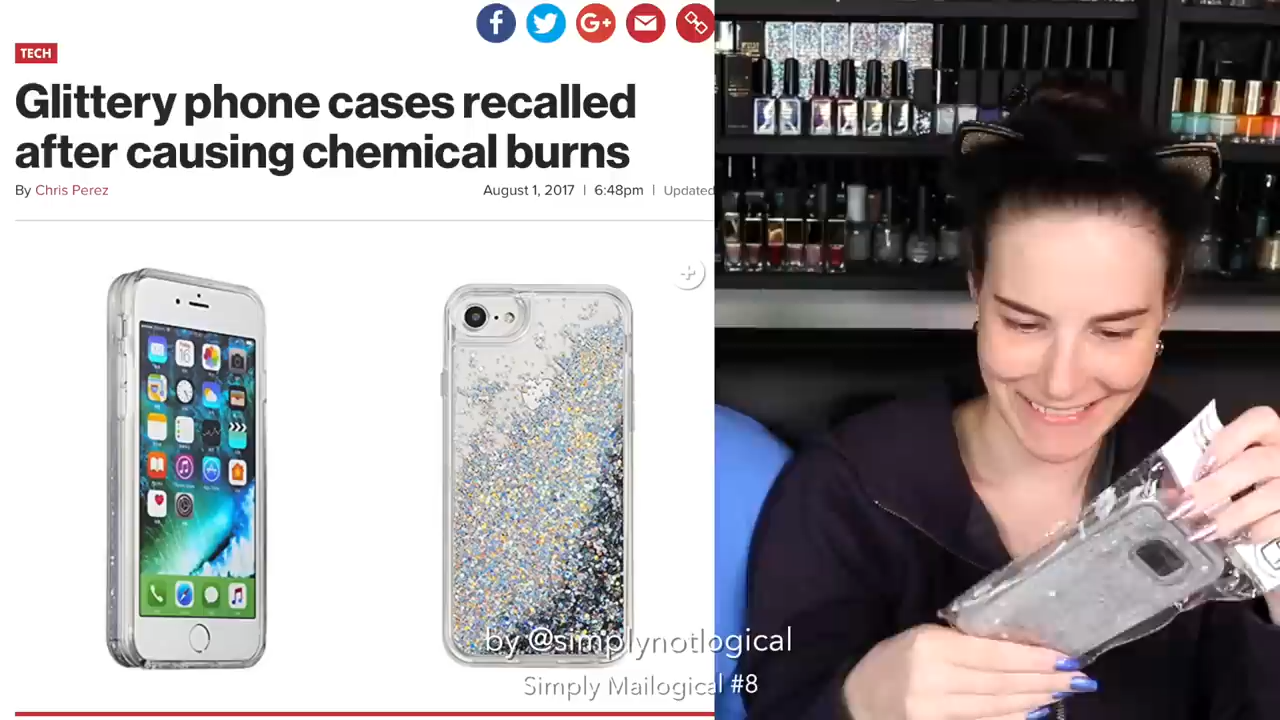 TECH
Glittery phone cases recalled
after causing chemical burns
By Chris Perez
August 1, 2017 | 6:48pm | Updated
by @simplynotlogical
Simply Mailogical #8